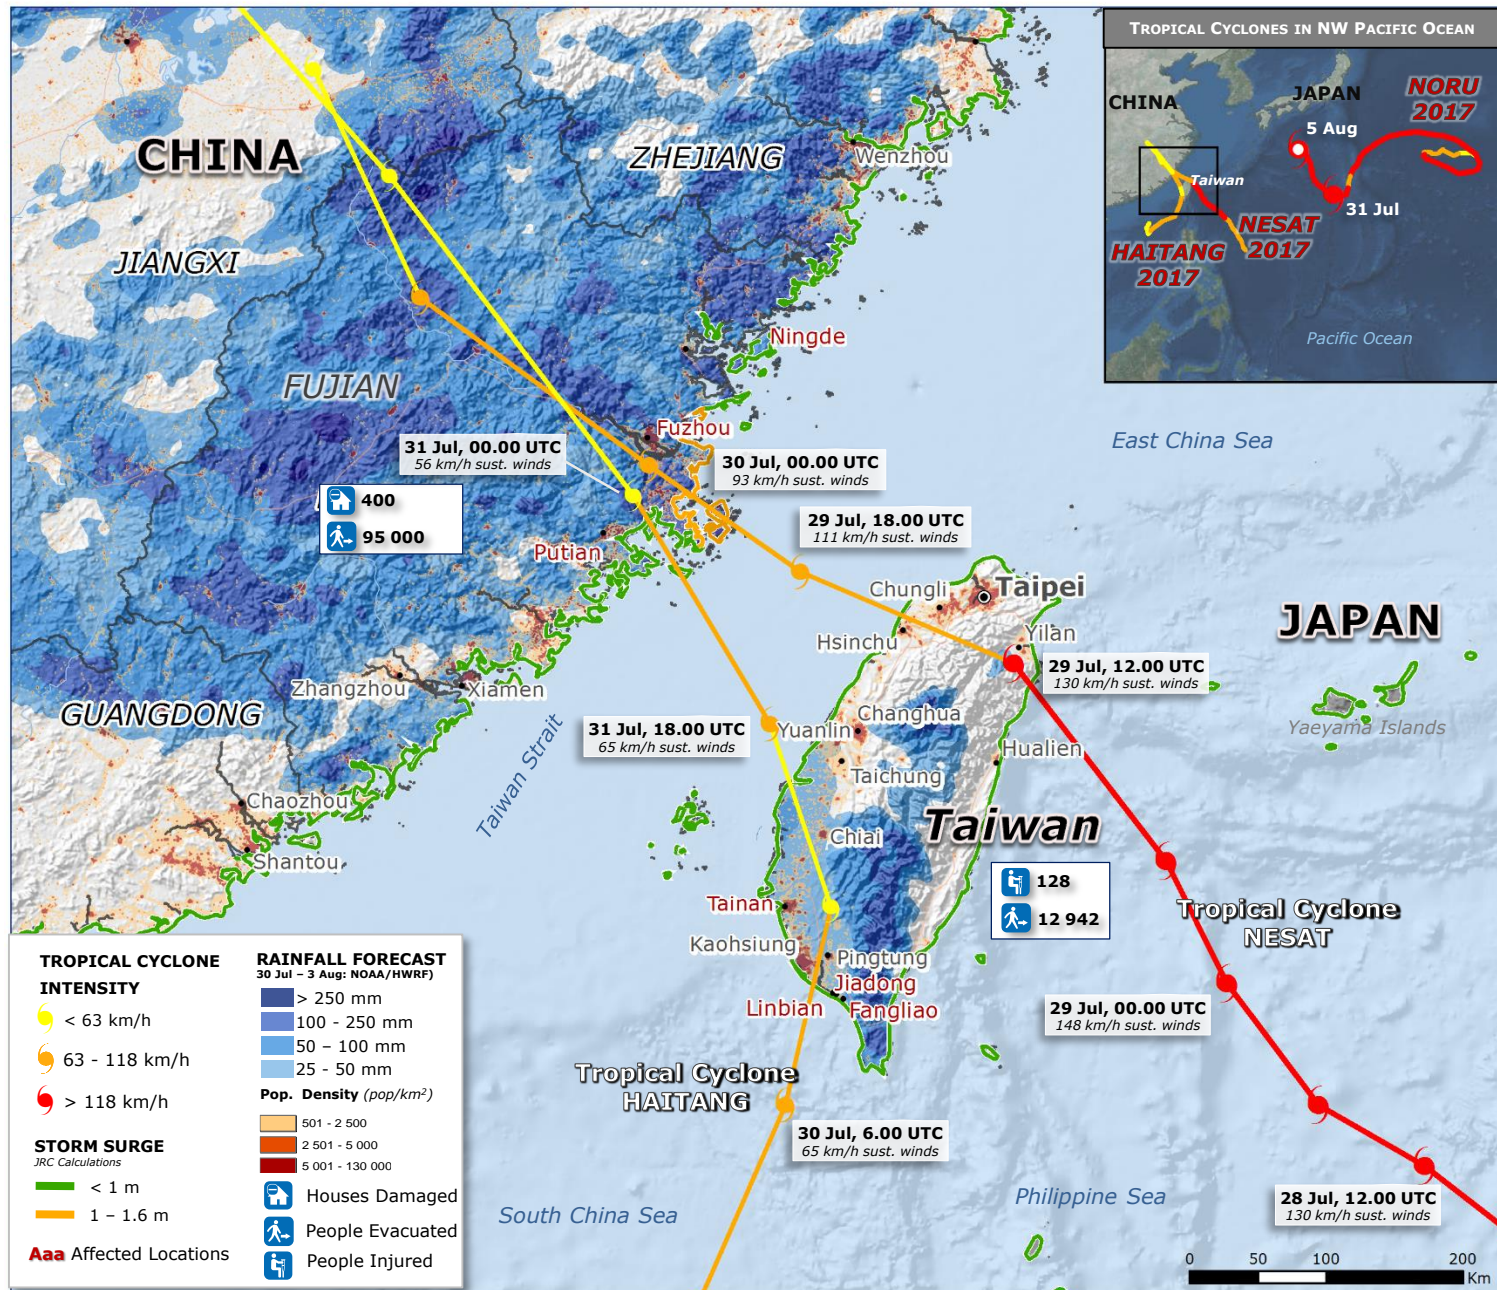 TROPICAL CYCLONES IN NW PACIFIC OCEAN
CHINA
JAPAN
NORU
2017
5 Aug
Taiwan
31 Jul
NESAT
2017
HAITANG
2017
Pacific Ocean
CHINA
ZHEJIANG
Wenzhou
JIANGXI
FUJIAN
Ningde
Fuzhou
East China Sea
31 Jul, 00.00 UTC
56 km/h sust. winds
30 Jul, 00.00 UTC
93 km/h sust. winds
400
95 000
29 Jul, 18.00 UTC
111 km/h sust. winds
Putian
Chungli
Taipei
Hsinchu
Yilan
JAPAN
29 Jul, 12.00 UTC
130 km/h sust. winds
Zhangzhou
Xiamen
GUANGDONG
Changhua
Yuanlin
31 Jul, 18.00 UTC
65 km/h sust. winds
Yaeyama Islands
Hualien
Taichung
Taiwan Strait
Chaozhou
Shantou
Chiai
Taiwan
128
12 942
Tainan
Tropical Cyclone
NESAT
Kaohsiung
Pingtung
Jiadong
Linbian
Fangliao
29 Jul, 00.00 UTC
148 km/h sust. winds
Tropical Cyclone
HAITANG
30 Jul, 6.00 UTC
65 km/h sust. winds
Philippine Sea
South China Sea
28 Jul, 12.00 UTC
130 km/h sust. winds
TROPICAL CYCLONE
INTENSITY
< 63 km/h
63 - 118 km/h
> 118 km/h
STORM SURGE
JRC Calculations
< 1 m
1 – 1.6 m
Aaa Affected Locations
RAINFALL FORECAST
30 Jul – 3 Aug: NOAA/HWRF)
> 250 mm
100 - 250 mm
50 – 100 mm
25 - 50 mm
Pop. Density (pop/km²)
501 - 2 500
2 501 - 5 000
5 001 - 130 000
Houses Damaged
People Evacuated
People Injured
0 50 100 200
Km